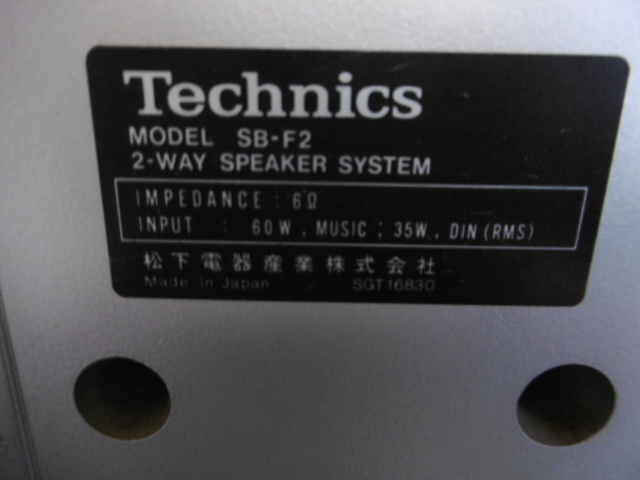 Technics
MODEL SB-F2
2-WAY SPEAKER SYSTEM
IMPEDANCE : 6Ω
INPUT : 60W, MUSIC ; 35W, DIN (RMS)
松下電器産業株式会社
Made in Japan SGT16830